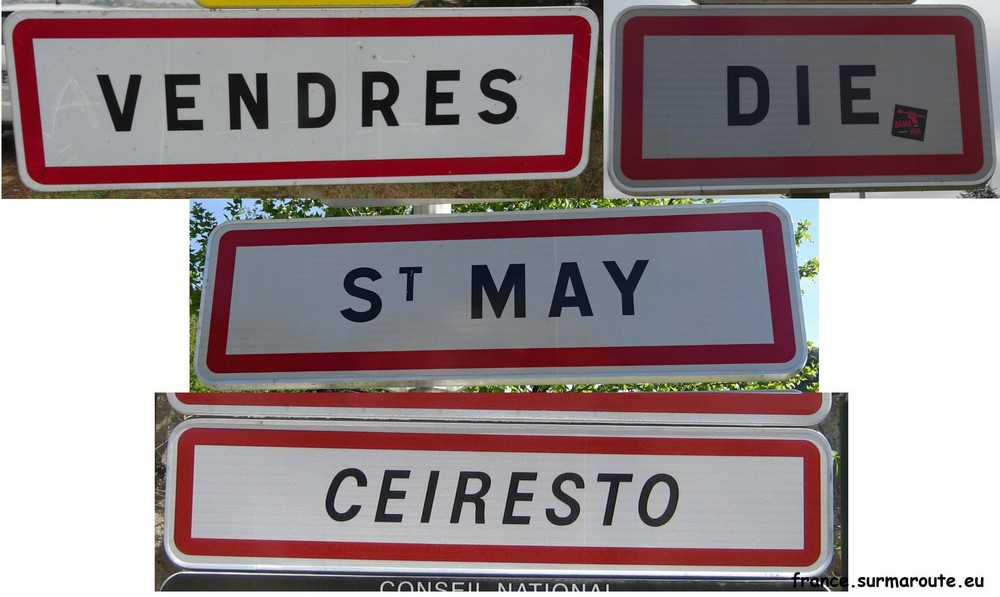 VENDRES
DIE
ST MAY
CEIRESTO
CONSEIL NATIONAL
france.surmaroute.eu